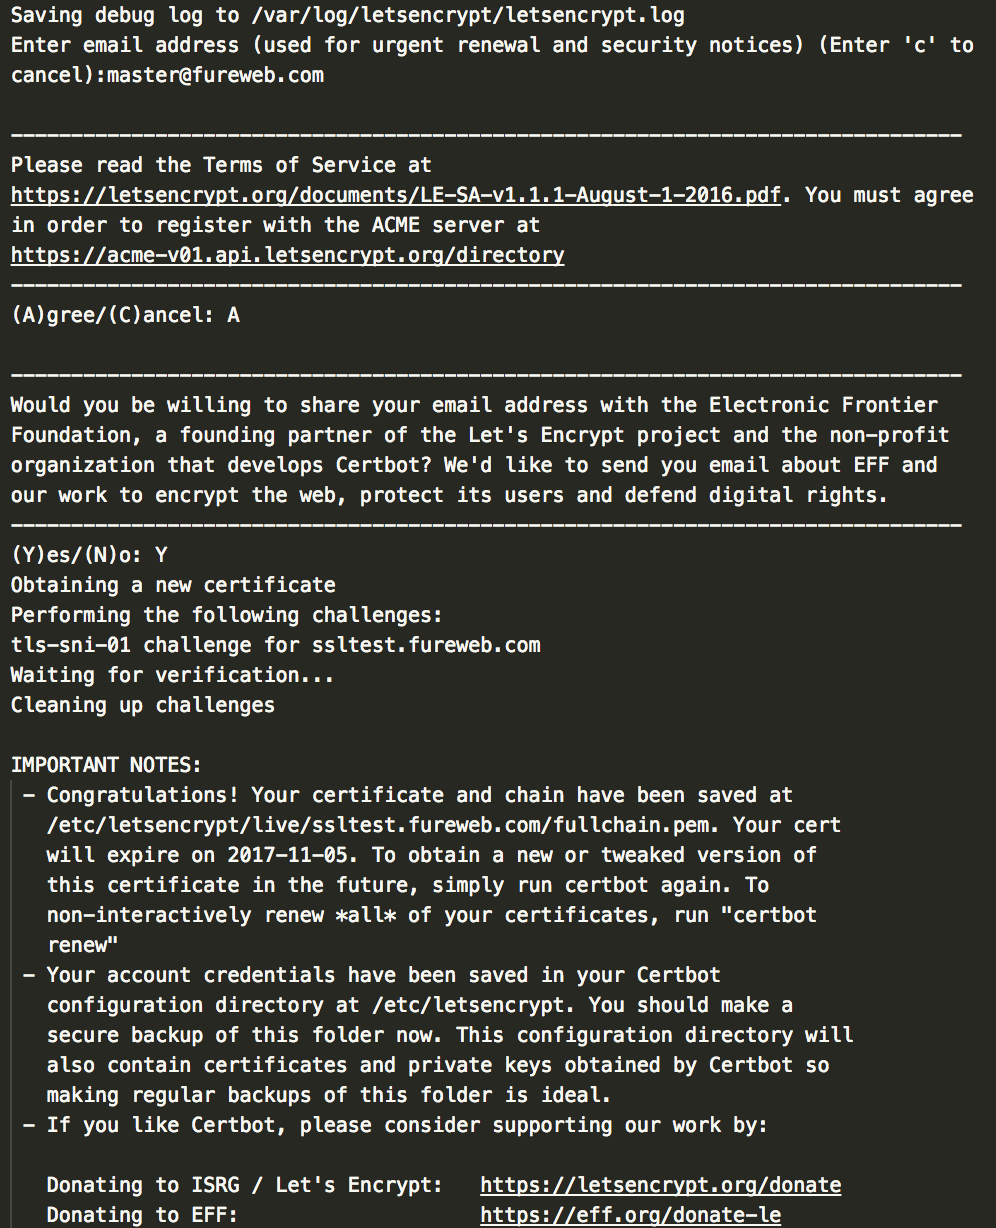 Saving debug log to /var/log/letsencrypt/letsencrypt.log
Enter email address (used for urgent renewal and security notices) (Enter 'c' to
cancel):master@fureweb.com
-------------------------------------------------------------------------------
Please read the Terms of Service at
https://letsencrypt.org/documents/LE-SA-v1.1.1-August-1-2016.pdf. You must agree
in order to register with the ACME server at
https://acme-v01.api.letsencrypt.org/directory
-------------------------------------------------------------------------------
(A)gree/(C)ancel: A
-------------------------------------------------------------------------------
Would you be willing to share your email address with the Electronic Frontier
Foundation, a founding partner of the Let's Encrypt project and the non-profit
organization that develops Certbot? We'd like to send you email about EFF and
our work to encrypt the web, protect its users and defend digital rights.
-------------------------------------------------------------------------------
(Y)es/(N)o: Y
Obtaining a new certificate
Performing the following challenges:
tls-sni-01 challenge for ssltest.fureweb.com
Waiting for verification...
Cleaning up challenges
IMPORTANT NOTES:
- Congratulations! Your certificate and chain have been saved at
/etc/letsencrypt/live/ssltest.fureweb.com/fullchain.pem. Your cert
will expire on 2017-11-05. To obtain a new or tweaked version of
this certificate in the future, simply run certbot again. To
non-interactively renew *all* of your certificates, run "certbot
renew"
- Your account credentials have been saved in your Certbot
configuration directory at /etc/letsencrypt. You should make a
secure backup of this folder now. This configuration directory will
also contain certificates and private keys obtained by Certbot so
making regular backups of this folder is ideal.
- If you like Certbot, please consider supporting our work by:
Donating to ISRG / Let's Encrypt:   https://letsencrypt.org/donate
Donating to EFF:                    https://eff.org/donate-le